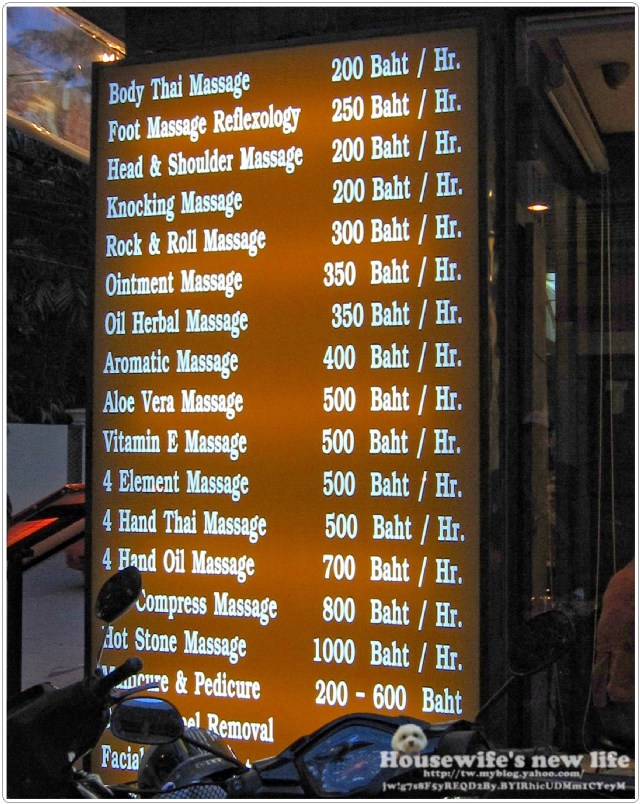 Body Thai Massage 200 Baht / Hr.
Foot Massage Reflexology 250 Baht / Hr.
Head & Shoulder Massage 200 Baht / Hr.
Knocking Massage 200 Baht / Hr.
Rock & Roll Massage 300 Baht / Hr.
Ointment Massage 350 Baht / Hr.
Oil Herbal Massage 350 Baht / Hr.
Aromatic Massage 400 Baht / Hr.
Aloe Vera Massage 500 Baht / Hr.
Vitamin E Massage 500 Baht / Hr.
4 Element Massage 500 Baht / Hr.
4 Hand Thai Massage 500 Baht / Hr.
4 Hand Oil Massage 700 Baht / Hr.
Compress Massage 800 Baht / Hr.
Hot Stone Massage 1000 Baht / Hr.
Manicure & Pedicure 200 - 600 Baht
Removal
Facial
Housewife's new life
http://tw.myblog.yahoo.com/